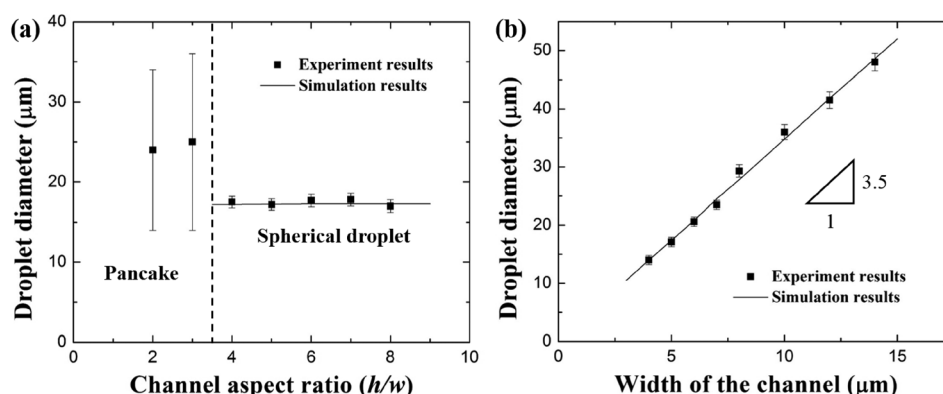 (a)
40
30
20
10
0
Droplet diameter (μm)
Experiment results
Simulation results
Pancake
Spherical droplet
0 2 4 6 8 10
Channel aspect ratio (h/w)
(b)
50
40
30
20
10
0
Droplet diameter (μm)
3.5
1
Experiment results
Simulation results
0 5 10 15
Width of the channel (μm)